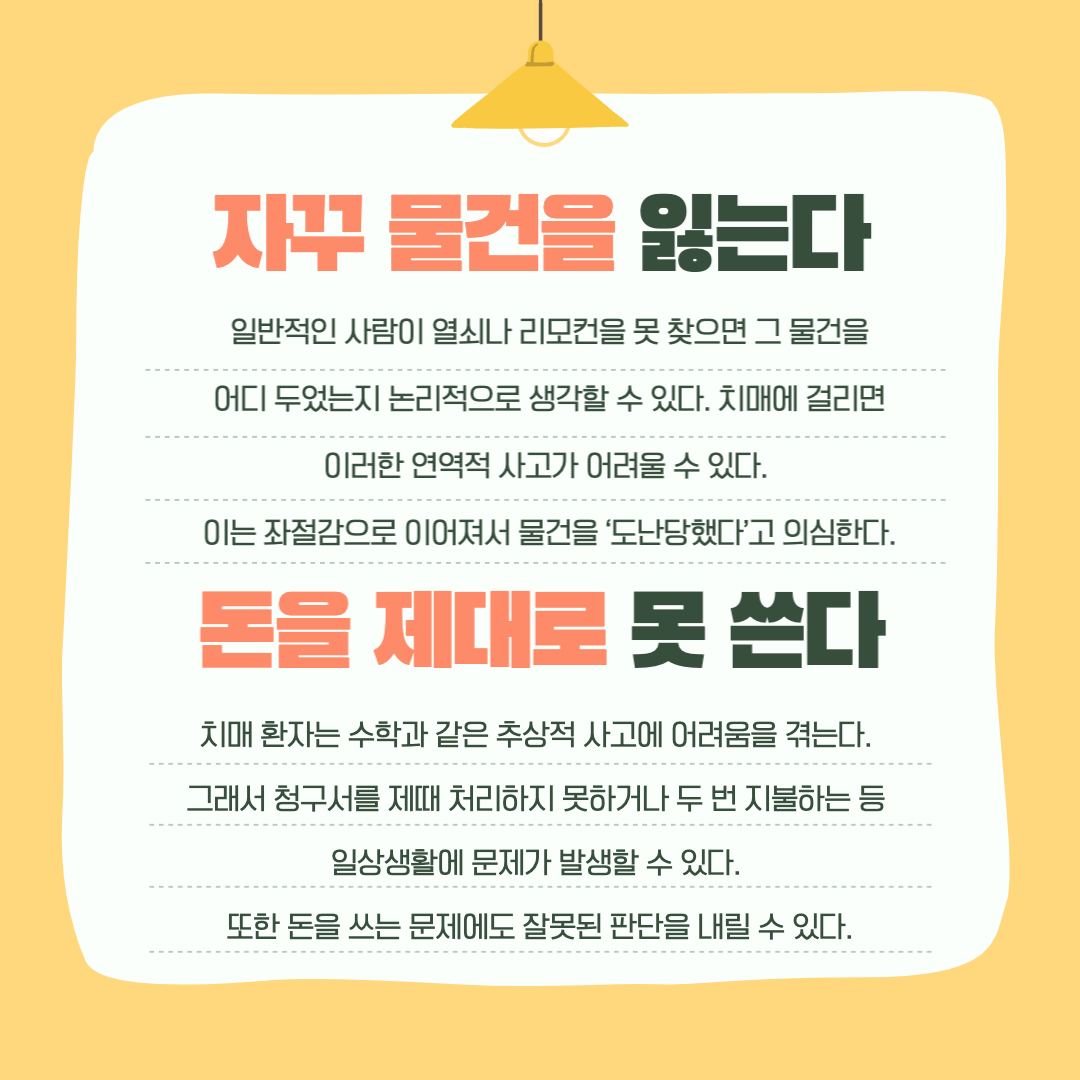 자꾸 물건을 잃는다
일반적인 사람이 열쇠나 리모컨을 못 찾으면 그 물건을
어디 두었는지 논리적으로 생각할 수 있다. 치매에 걸리면
이러한 연역적 사고가 어려울 수 있다.
이는 좌절감으로 이어져서 물건을 ‘도난당했다’고 의심한다.
돈을 제대로 못 쓴다
치매 환자는 수학과 같은 추상적 사고에 어려움을 겪는다.
그래서 청구서를 제때 처리하지 못하거나 두 번 지불하는 등
일상생활에 문제가 발생할 수 있다.
또한 돈을 쓰는 문제에도 잘못된 판단을 내릴 수 있다.